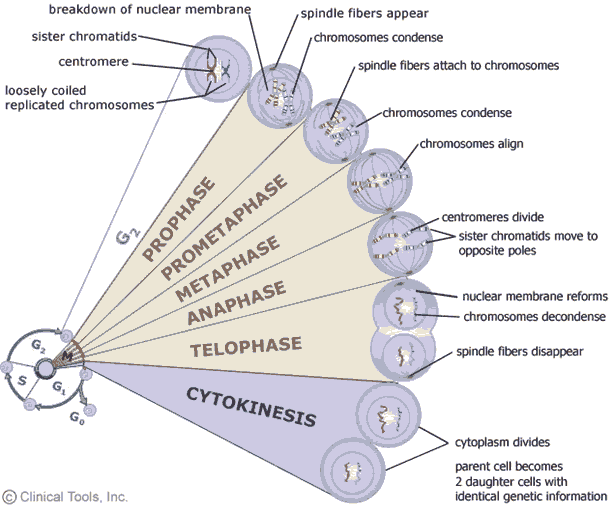 breakdown of nuclear membrane
spindle fibers appear
sister chromatids
chromosomes condense
centromere
spindle fibers attach to chromosomes
loosely coiled
replicated chromosomes
chromosomes condense
chromosomes align
G2
PROPHASE
PROMETAPHASE
METAPHASE
ANAPHASE
TELOPHASE
CYTOKINESIS
centromeres divide
sister chromatids move to
opposite poles
nuclear membrane reforms
chromosomes decondense
spindle fibers disappear
G2
M
S
G1
G0
cytoplasm divides
parent cell becomes
2 daughter cells with
identical genetic information
© Clinical Tools, Inc.